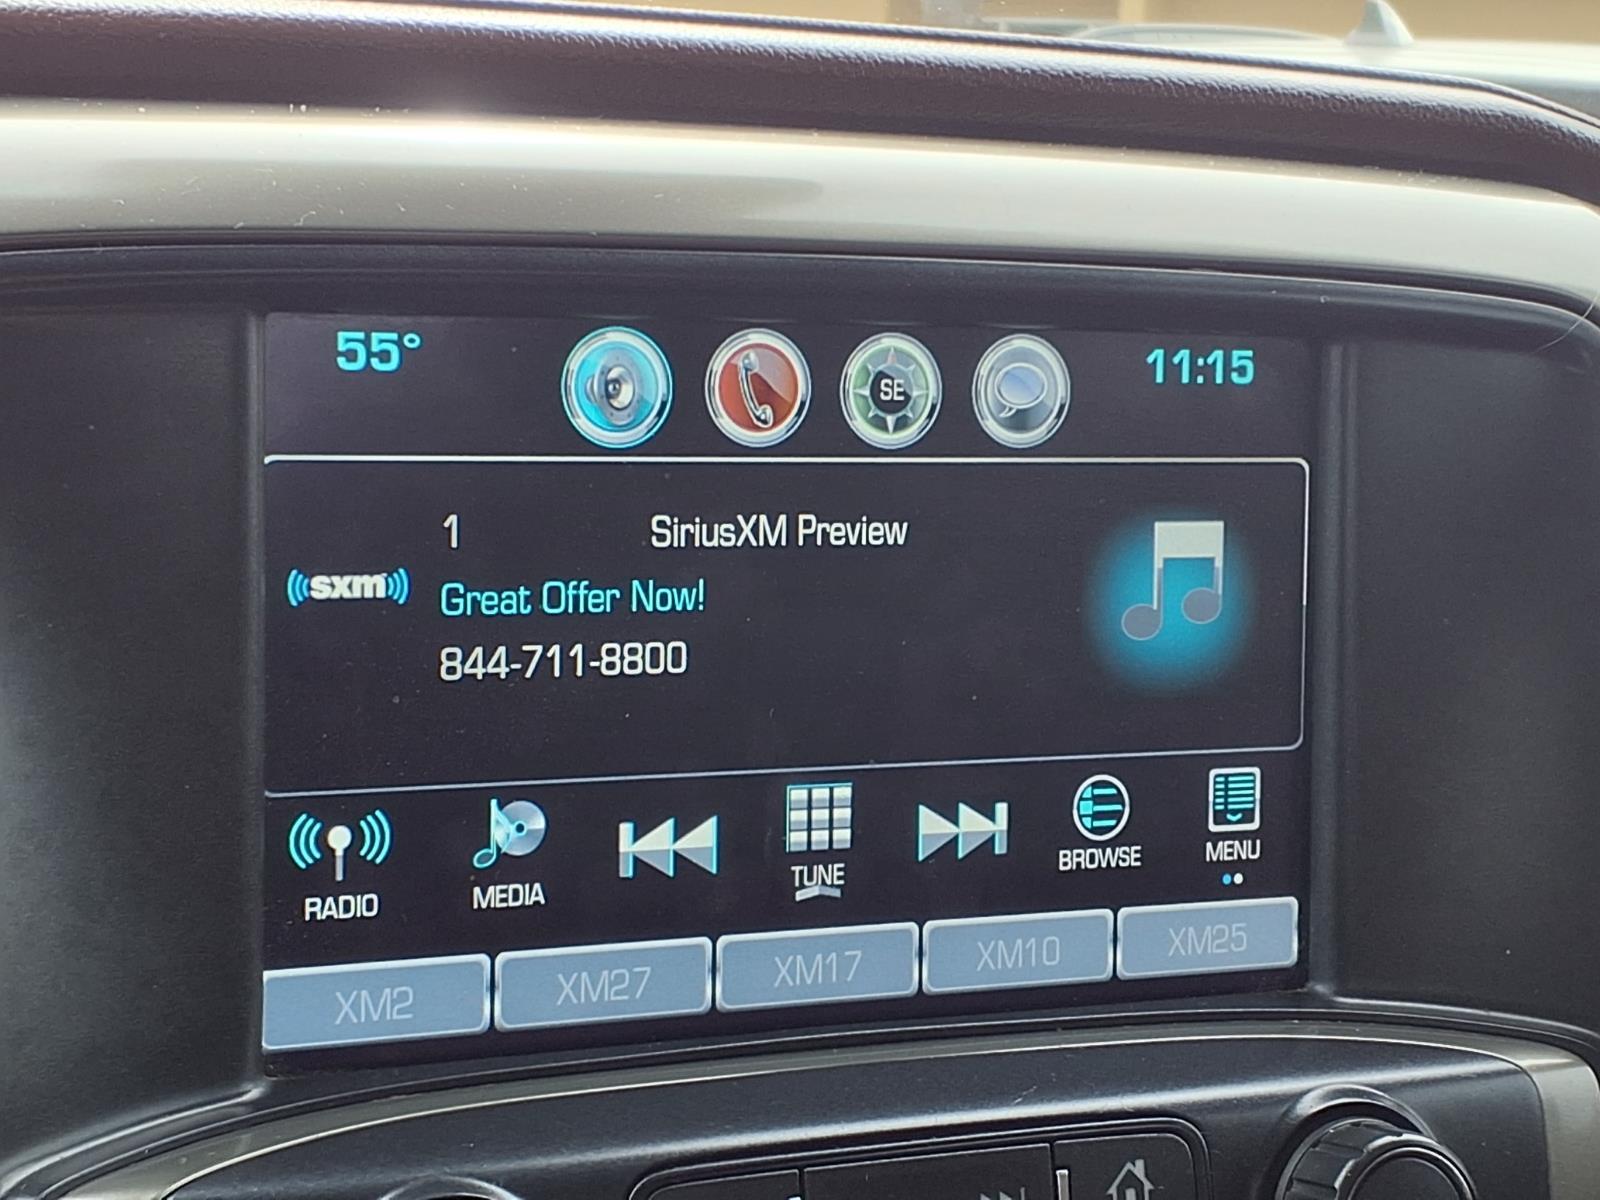 55°
SE
11:15
1 SiriusXM Preview
((sxm))
Great Offer Now!
844-711-8800
RADIO
MEDIA
TUNE
BROWSE
MENU
XM2
XM27
XM17
XM10
XM25